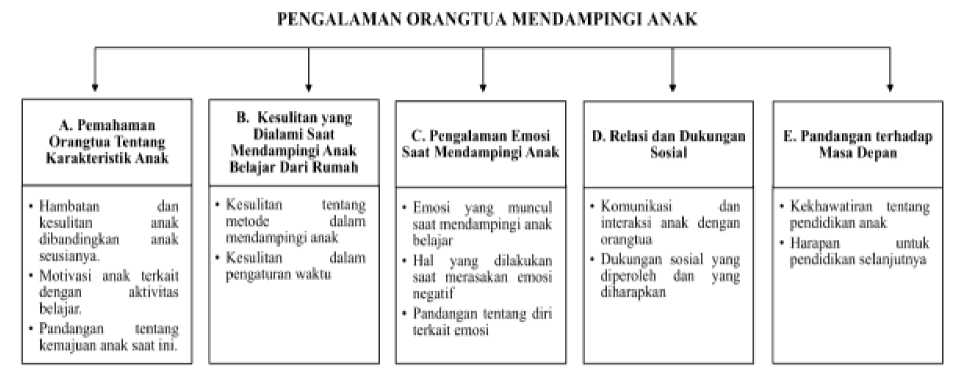 PENGALAMAN ORANGTUA MENDAMPINGI ANAK
A. Pemahaman
Orangtua Tentang
Karakteristik Anak
• Hambatan dan
kesulitan anak
dibandingkan anak
seusianya.
• Motivasi anak terkait
dengan aktivitas
belajar.
• Pandangan tentang
kemajuan anak saat ini.
B. Kesulitan yang
Dialami Saat
Mendampingi Anak
Belajar Dari Rumah
• Kesulitan tentang
metode dalam
mendampingi anak
• Kesulitan dalam
pengaturan waktu
C. Pengalaman Emosi
Saat Mendampingi Anak
• Emosi yang muncul
saat mendampingi anak
belajar
• Hal yang dilakukan
saat merasakan emosi
negatif
• Pandangan tentang diri
terkait emosi
D. Relasi dan Dukungan
Sosial
• Komunikasi dan
interaksi anak dengan
orangtua
• Dukungan sosial yang
diperoleh dan yang
diharapkan
E. Pandangan terhadap
Masa Depan
• Kekhawatiran tentang
pendidikan anak
• Harapan untuk
pendidikan selanjutnya